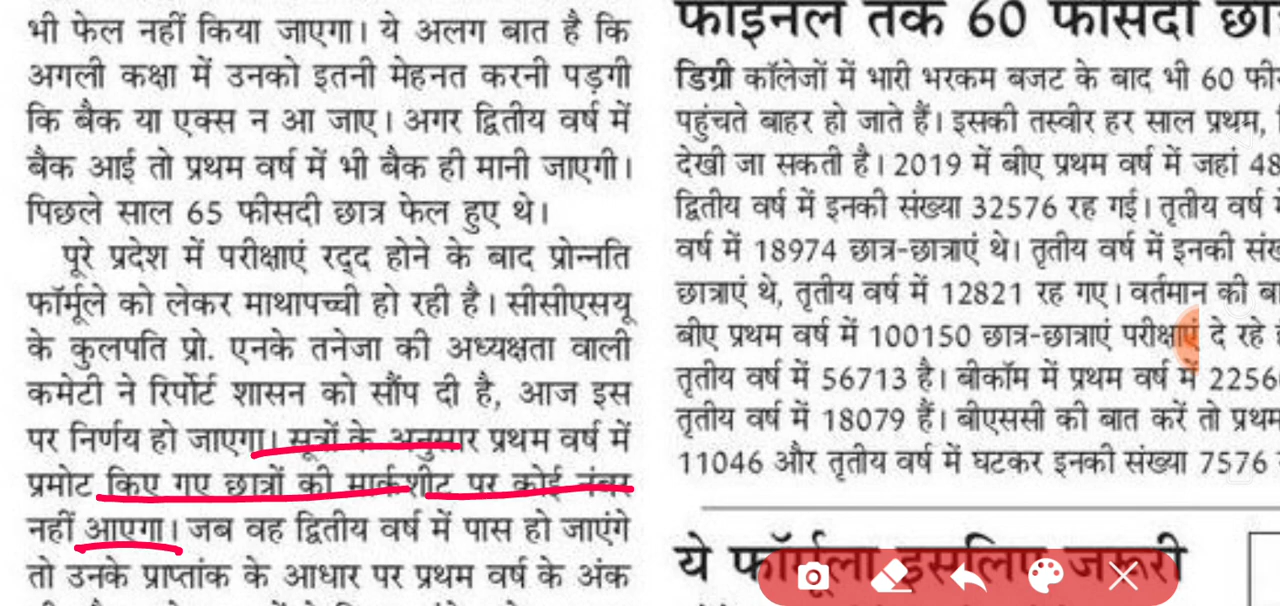 भी फेल नहीं किया जाएगा। ये अलग बात है कि
अगली कक्षा में उनको इतनी मेहनत करनी पड़गी
कि बैक या एक्स न आ जाए। अगर द्वितीय वर्ष में
बैक आई तो प्रथम वर्ष में भी बैक ही मानी जाएगी।
पिछले साल 65 फीसदी छात्र फेल हुए थे।
पूरे प्रदेश में परीक्षाएं रद्द होने के बाद प्रोन्नति
फॉर्मूले को लेकर माथापच्ची हो रही है। सीसीएसयू
के कुलपति प्रो. एनके तनेजा की अध्यक्षता वाली
कमेटी ने रिर्पोर्ट शासन को सौंप दी है, आज इस
पर निर्णय हो जाएगा। सूत्रों के अनुसार प्रथम वर्ष में
प्रमोट किए गए छात्रों की मार्कशीट पर कोई नंबर
नहीं आएगा। जब वह द्वितीय वर्ष में पास हो जाएंगे
तो उनके प्राप्तांक के आधार पर प्रथम वर्ष के अंक
फाइनल तक 60 फीसदी
डिग्री कॉलेजों में भारी भरकम बजट के बाद भी 60
पहुंचते बाहर हो जाते हैं। इसकी तस्वीर हर साल प्रथम,
देखी जा सकती है। 2019 में बीए प्रथम वर्ष में जहां 48
द्वितीय वर्ष में इनकी संख्या 32576 रह गई। तृतीय वर्ष
वर्ष में 18974 छात्र-छात्राएं थे। तृतीय वर्ष में इनकी
छात्राएं थे, तृतीय वर्ष में 12821 रह गए। वर्तमान की
बीए प्रथम वर्ष में 100150 छात्र-छात्राएं परीक्षाएं दे रहे
तृतीय वर्ष में 56713 है। बीकॉम में प्रथम वर्ष में 2256
तृतीय वर्ष में 18079 हैं। बीएससी की बात करें तो प्रथम
11046 और तृतीय वर्ष में घटकर इनकी संख्या 7576
ये फॉर्मूला इसलिए जरूरी